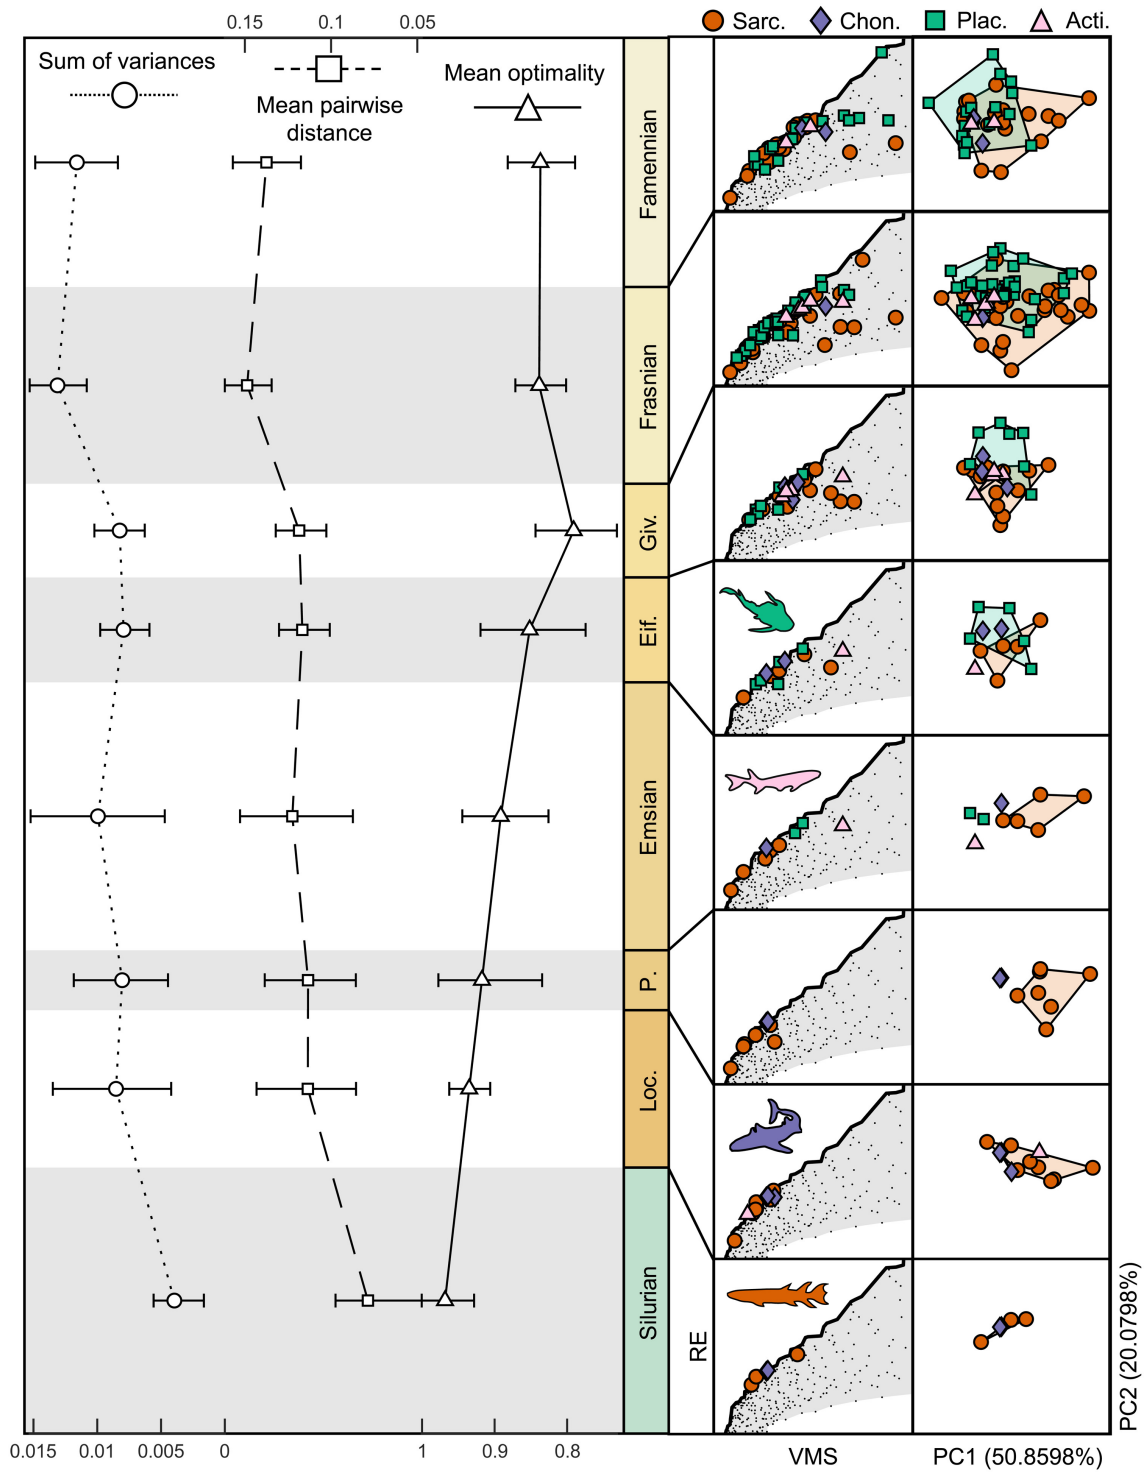 0.15 0.1 0.05
Sarc. Chon. Plac. Acti.
Sum of variances
Mean pairwise
distance
Mean optimality
Famennian
Frasnian
Giv.
Eif.
Emsian
P.
Loc.
Silurian
RE
PC2 (20.0798%)
0.015 0.01 0.005 0 1 0.9 0.8
VMS
PC1 (50.8598%)